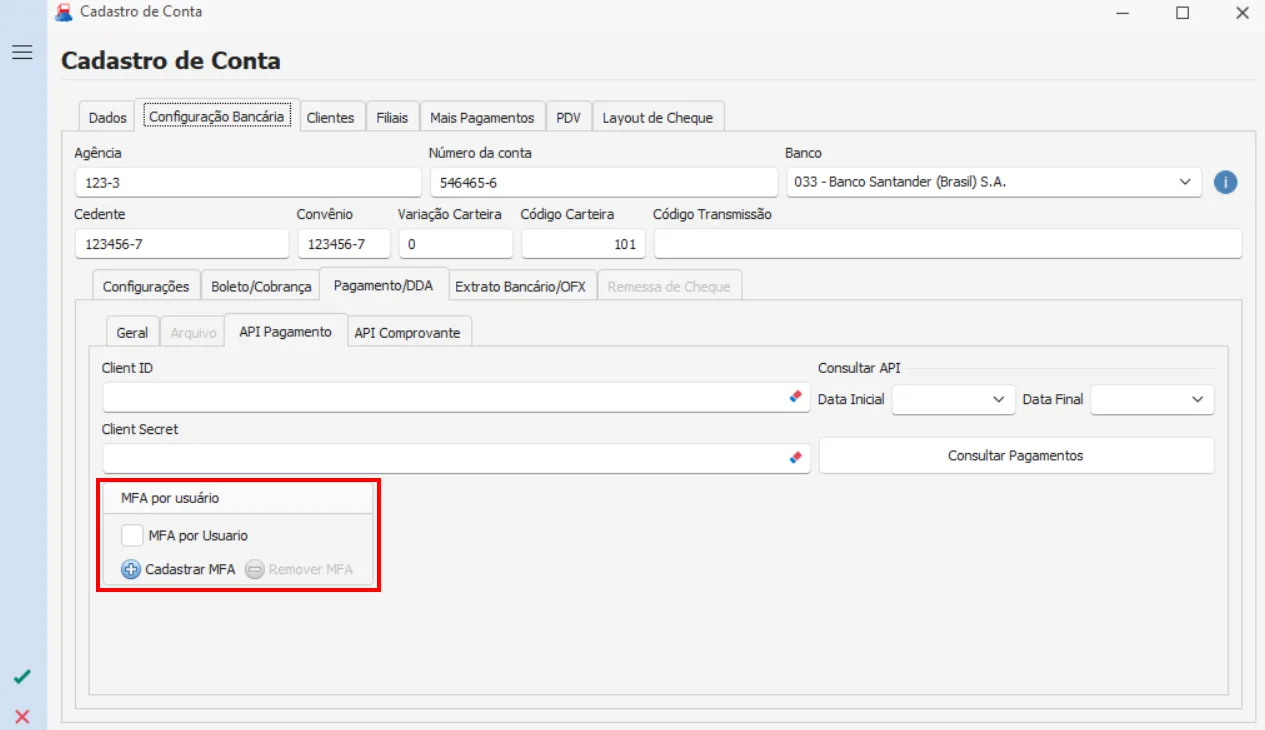 Cadastro de Conta
Cadastro de Conta
Dados Configuração Bancária Clientes Filiais Mais Pagamentos PDV Layout de Cheque
Agência Número da conta Banco
123-3 546465-6 033 - Banco Santander (Brasil) S.A. i
Cedente Convênio Variação Carteira Código Carteira Código Transmissão
123456-7 123456-7 0 101
Configurações Boleto/Cobrança Pagamento/DDA Extrato Bancário/OFX Remessa de Cheque
Geral Arquivo API Pagamento API Comprovante
Client ID Consultar API
Data Inicial Data Final
Client Secret
Consultar Pagamentos
MFA por usuário
MFA por Usuario
Cadastrar MFA Remover MFA